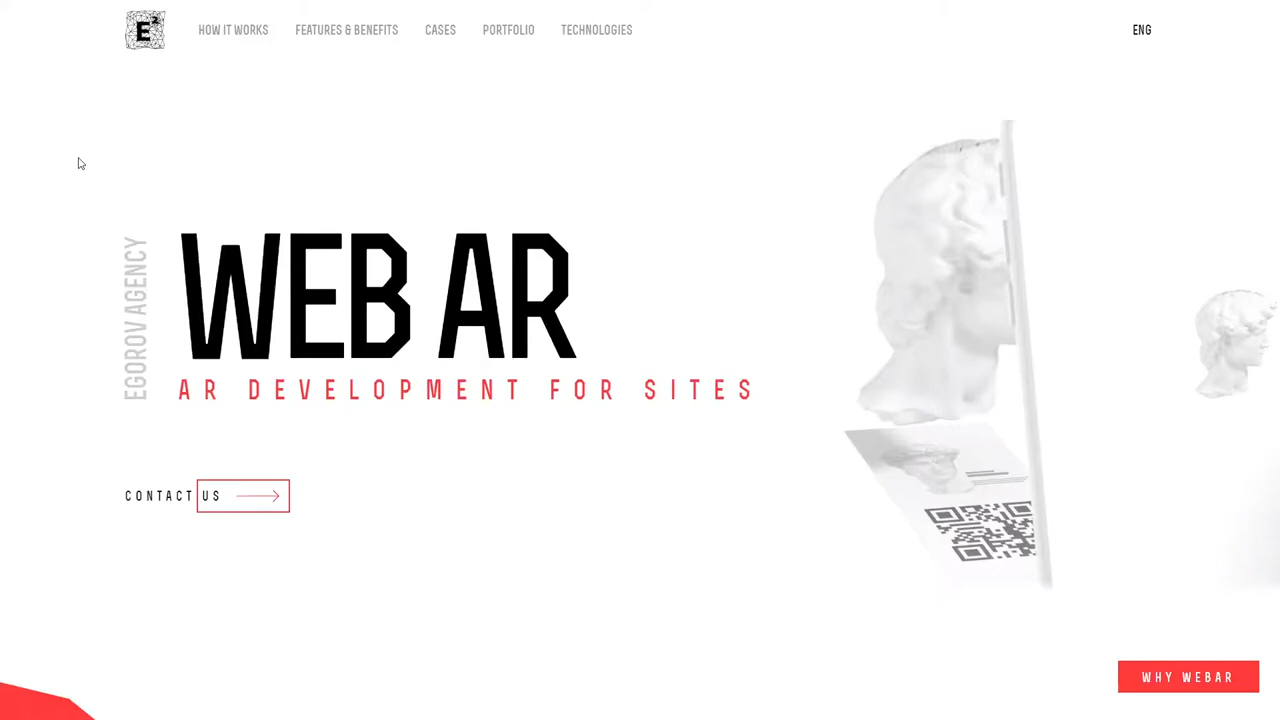 E²
HOW IT WORKS
FEATURES & BENEFITS
CASES
PORTFOLIO
TECHNOLOGIES
ENG
EGOROV AGENCY
WEB AR
AR DEVELOPMENT FOR SITES
CONTACT US
WHY WEBAR